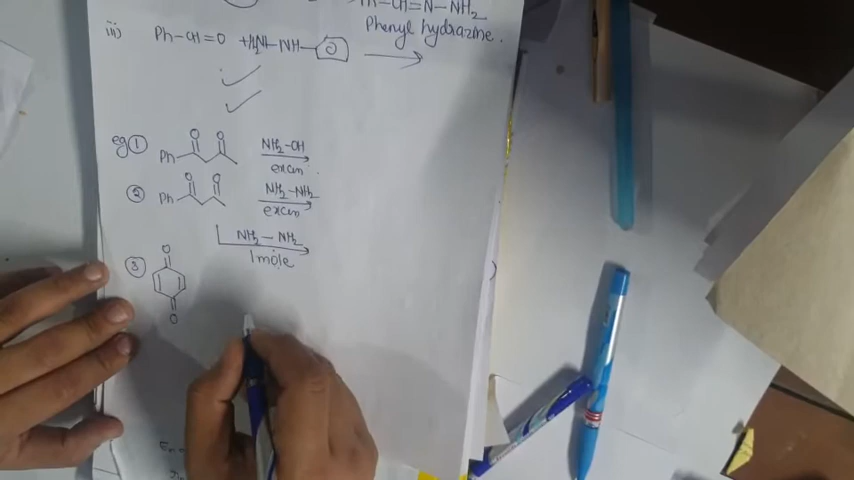 Ph-CH=N-NH2
Phenyl hydrazine.
iii) Ph-CH=O + H2N-NH-
eg ① Ph O O NH2-OH
excess.
② Ph O O NH2-NH2
excess
NH2-NH2
1 mole
③ O
O